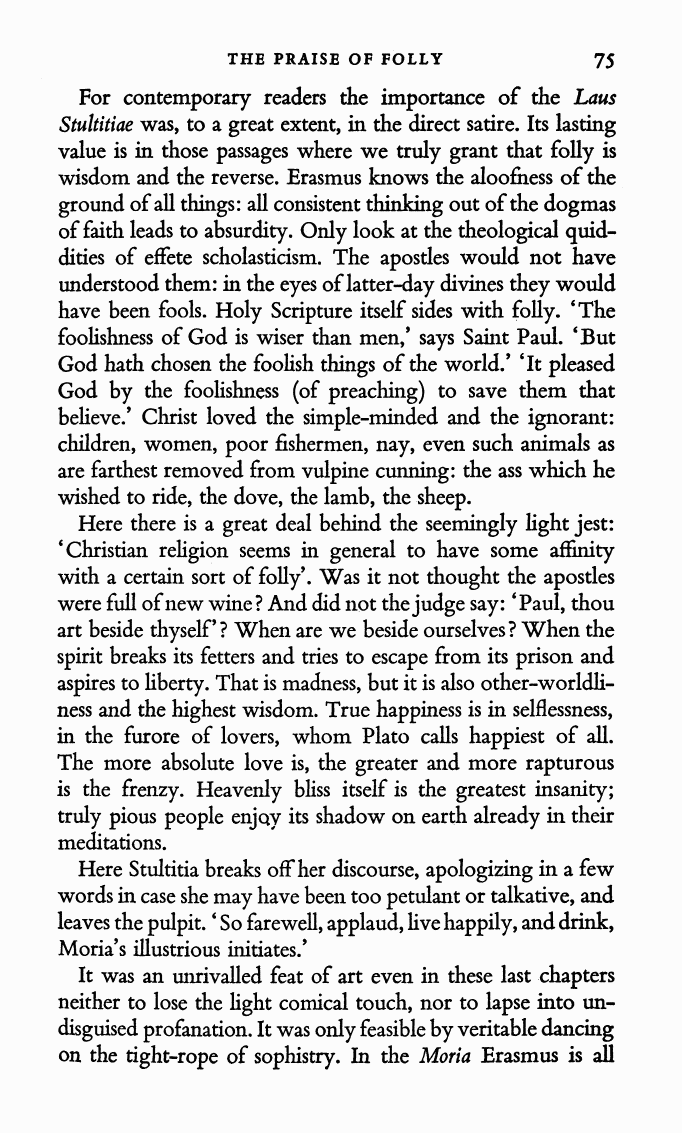 THE PRAISE OF FOLLY 75
For contemporary readers the importance of the Laus
Stultitiae was, to a great extent, in the direct satire. Its lasting
value is in those passages where we truly grant that folly is
wisdom and the reverse. Erasmus knows the aloofness of the
ground of all things: all consistent thinking out of the dogmas
of faith leads to absurdity. Only look at the theological quid-
dities of effete scholasticism. The apostles would not have
understood them: in the eyes of latter-day divines they would
have been fools. Holy Scripture itself sides with folly. ‘The
foolishness of God is wiser than men,’ says Saint Paul. ‘But
God hath chosen the foolish things of the world.’ ‘It pleased
God by the foolishness (of preaching) to save them that
believe.’ Christ loved the simple-minded and the ignorant:
children, women, poor fishermen, nay, even such animals as
are farthest removed from vulpine cunning: the ass which he
wished to ride, the dove, the lamb, the sheep.
Here there is a great deal behind the seemingly light jest:
‘Christian religion seems in general to have some affinity
with a certain sort of folly’. Was it not thought the apostles
were full of new wine? And did not the judge say: ‘Paul, thou
art beside thyself’? When are we beside ourselves? When the
spirit breaks its fetters and tries to escape from its prison and
aspires to liberty. That is madness, but it is also other-worldli-
ness and the highest wisdom. True happiness is in selflessness,
in the furore of lovers, whom Plato calls happiest of all.
The more absolute love is, the greater and more rapturous
is the frenzy. Heavenly bliss itself is the greatest insanity;
truly pious people enjoy its shadow on earth already in their
meditations.
Here Stultitia breaks off her discourse, apologizing in a few
words in case she may have been too petulant or talkative, and
leaves the pulpit. ‘So farewell, applaud, live happily, and drink,
Moria’s illustrious initiates.’
It was an unrivalled feat of art even in these last chapters
neither to lose the light comical touch, nor to lapse into un-
disguised profanation. It was only feasible by veritable dancing
on the tight-rope of sophistry. In the Moria Erasmus is all